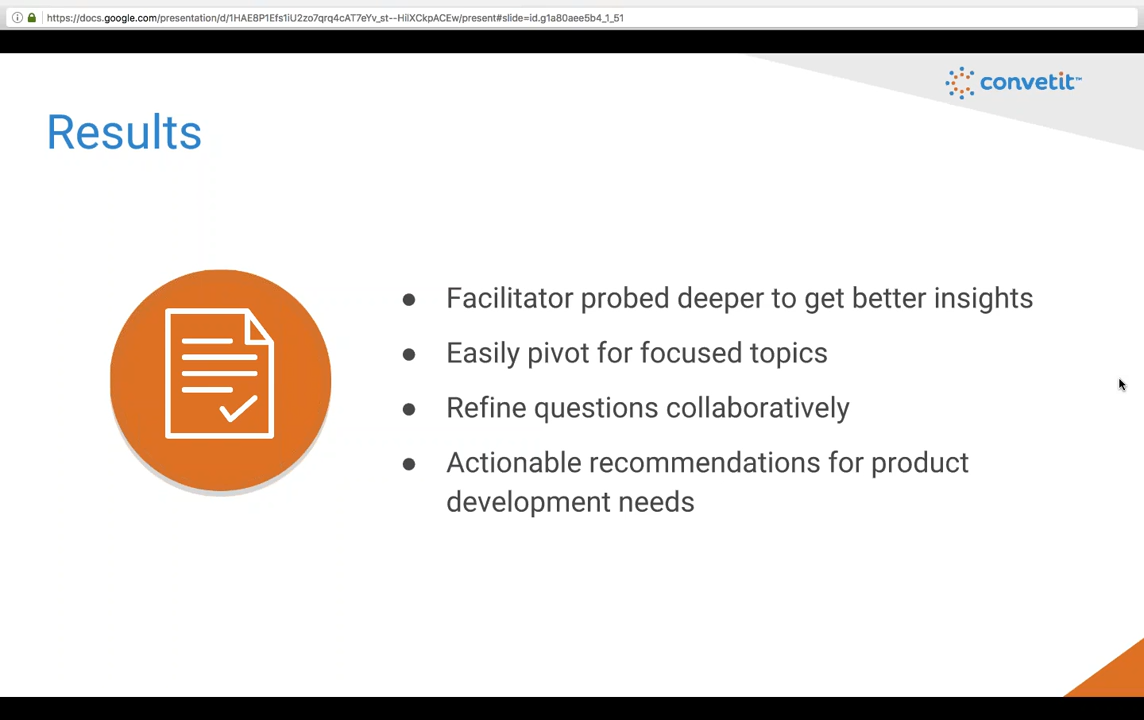 https://docs.google.com/presentation/d/1HAE8P1Efs1iU2zo7qrq4cAT7eYv_st--HilXCkpACEw/present#slide=id.g1a80aee5b4_1_51
convetit™
Results
● Facilitator probed deeper to get better insights
● Easily pivot for focused topics
● Refine questions collaboratively
● Actionable recommendations for product
development needs